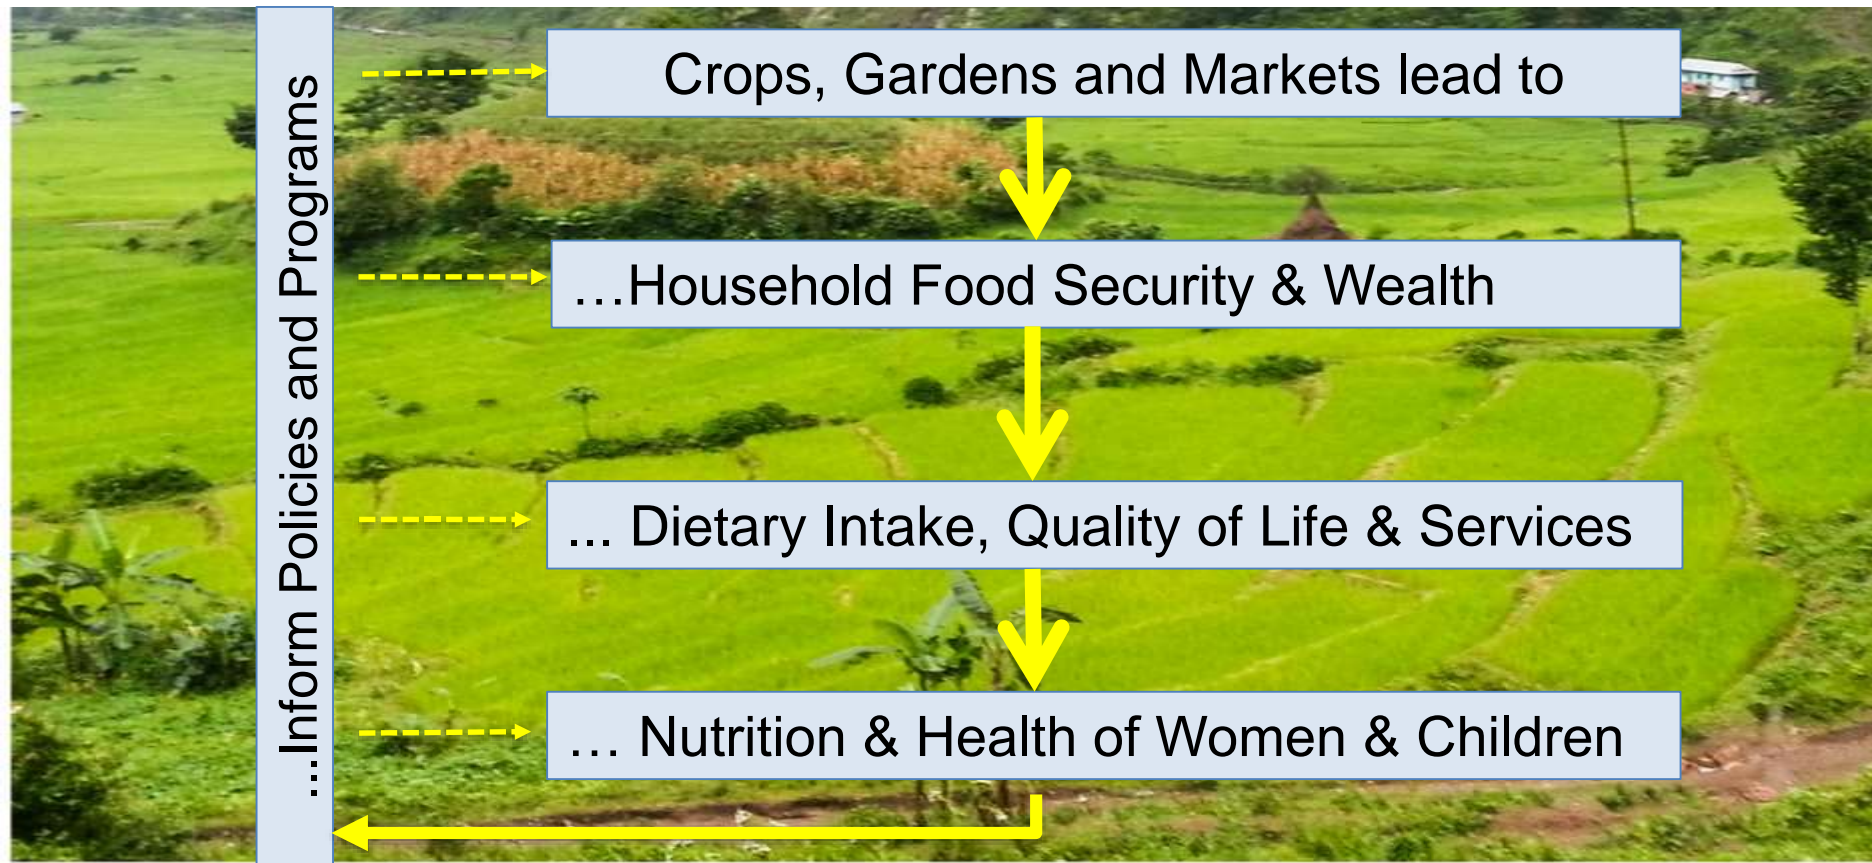 Crops, Gardens and Markets lead to
…Household Food Security & Wealth
... Dietary Intake, Quality of Life & Services
… Nutrition & Health of Women & Children
...Inform Policies and Programs